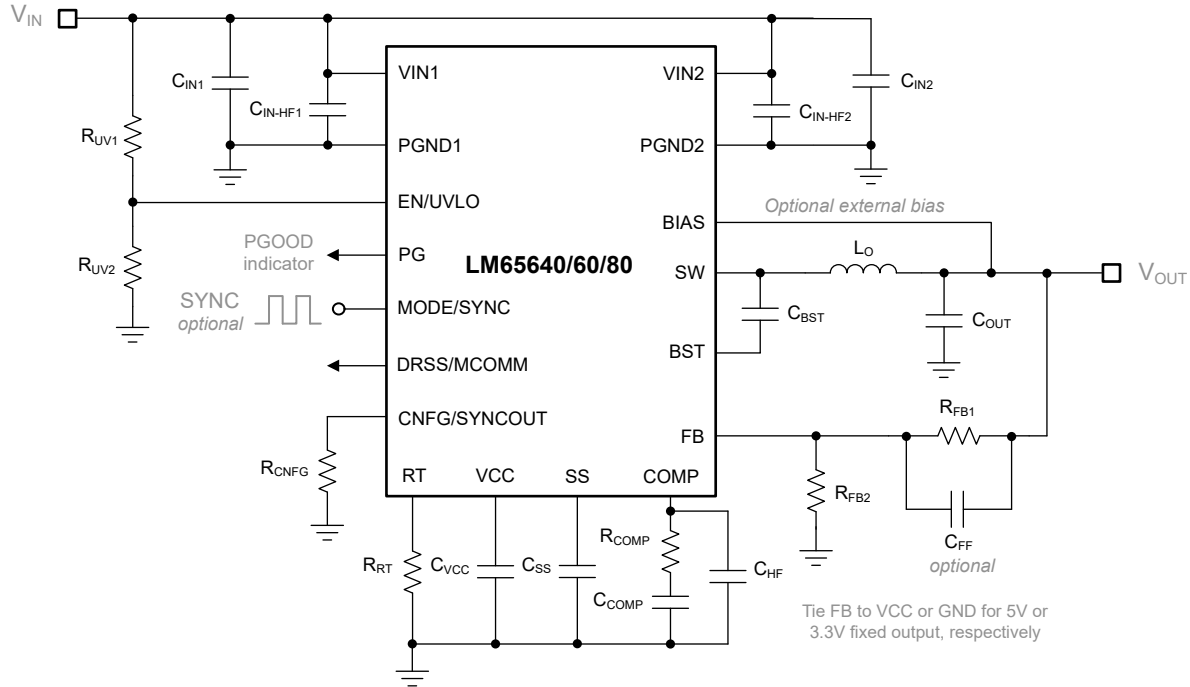 VIN
VIN1
VIN2
CIN1
CIN-HF1
CIN-HF2
CIN2
RUV1
PGND1
PGND2
EN/UVLO
Optional external bias
BIAS
PGOOD
indicator
PG
LM65640/60/80
SW
LO
VOUT
RUV2
SYNC
optional
MODE/SYNC
CBST
COUT
BST
DRSS/MCOMM
CNFG/SYNCOUT
RFB1
FB
RCNFG
RT
VCC
SS
COMP
RFB2
CFF
optional
RRT
CVCC
CSS
RCOMP
CCOMP
CHF
Tie FB to VCC or GND for 5V or
3.3V fixed output, respectively